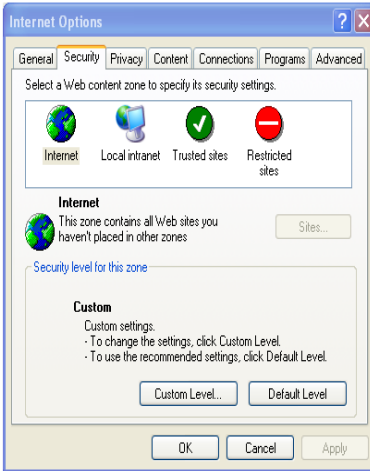 Internet Options
General Security Privacy Content Connections Programs Advanced
Select a Web content zone to specify its security settings.
Internet Local intranet Trusted sites Restricted
sites
Internet
This zone contains all Web sites you
haven't placed in other zones
Sites...
Security level for this zone
Custom
Custom settings.
- To change the settings, click Custom Level.
- To use the recommended settings, click Default Level.
Custom Level... Default Level
OK Cancel Apply